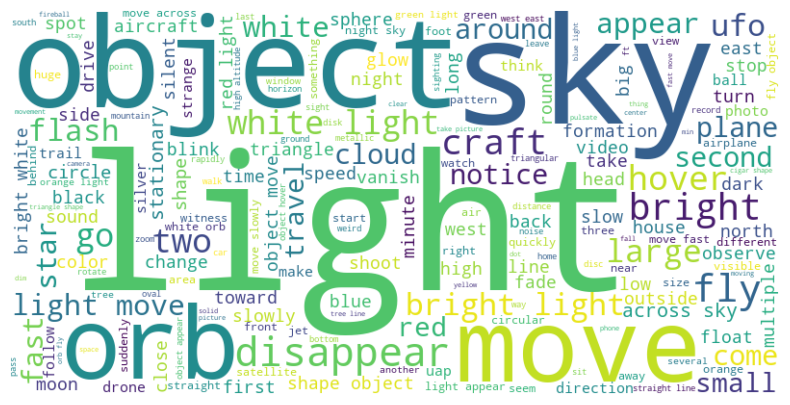 object
sky
light
orb
move
disappear
bright
fly
white light
craft
ufo
plane
hover
large
notice
small
light move
bright light
appear
around
white
sphere
aircraft
move across
spot
south
fireball
stay
point
huge
drive
silent
strange
red light
high altitude
night sky
glow
night
foot
window
horizon
something
sighting
green light
green
west east
last
long
think
view
east
big
ft
stop
leave
blue light
fast move
fly object
ball
turn
pattern
round
pulsate
thing
center
record
min
photo
movement
mountain
side
flash
trail
behind
camera
blink
triangle
cloud
sight
clear
disk
metallic
take picture
ground
rapidly
walk
formation
video
take
airplane
second
head
dark
watch
triangular
cigar shape
orange light
circle
stationary
silver
shape
time
speed
vanish
bright white
black
triangle shape
sound
witness
white orb
object move
object hover
move slowly
travel
minute
start
weird
distance
air
west
back
slow
house
north
quickly
noise
three
fall
move fast
different
go
two
star
color
rotate
change
zoom
area
car
make
shoot
right
high
line
dot
home
disc
near
low
observe
visible
size
outside
multiple
dim
tree
oval
toward
blue
yellow
fade
way
across sky
fast
follow
suddenly
close
solid
picture
object appear
slowly
front
jet
tree line
red
circular
float
phone
come
several
orange
pass
space
orb fly
moon
drone
straight
satellite
first
bottom
another
shape object
uap
light appear
seem
direction
sit
away
straight line
moving